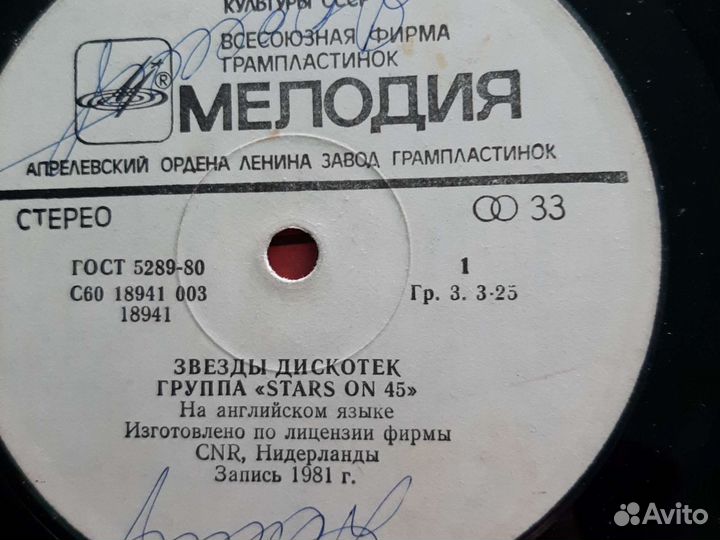 КУЛЬТУРЫ СССР
ВСЕСОЮЗНАЯ ФИРМА
ГРАМПЛАСТИНОК
®
МЕЛОДИЯ
АПРЕЛЕВСКИЙ ОРДЕНА ЛЕНИНА ЗАВОД ГРАМПЛАСТИНОК
СТЕРЕО
33
ГОСТ 5289-80
1
С60 18941 003
Гр. 3. 3-25
18941
ЗВЕЗДЫ ДИСКОТЕК
ГРУППА «STARS ON 45»
На английском языке
Изготовлено по лицензии фирмы
CNR, Нидерланды
Запись 1981 г.
Avito